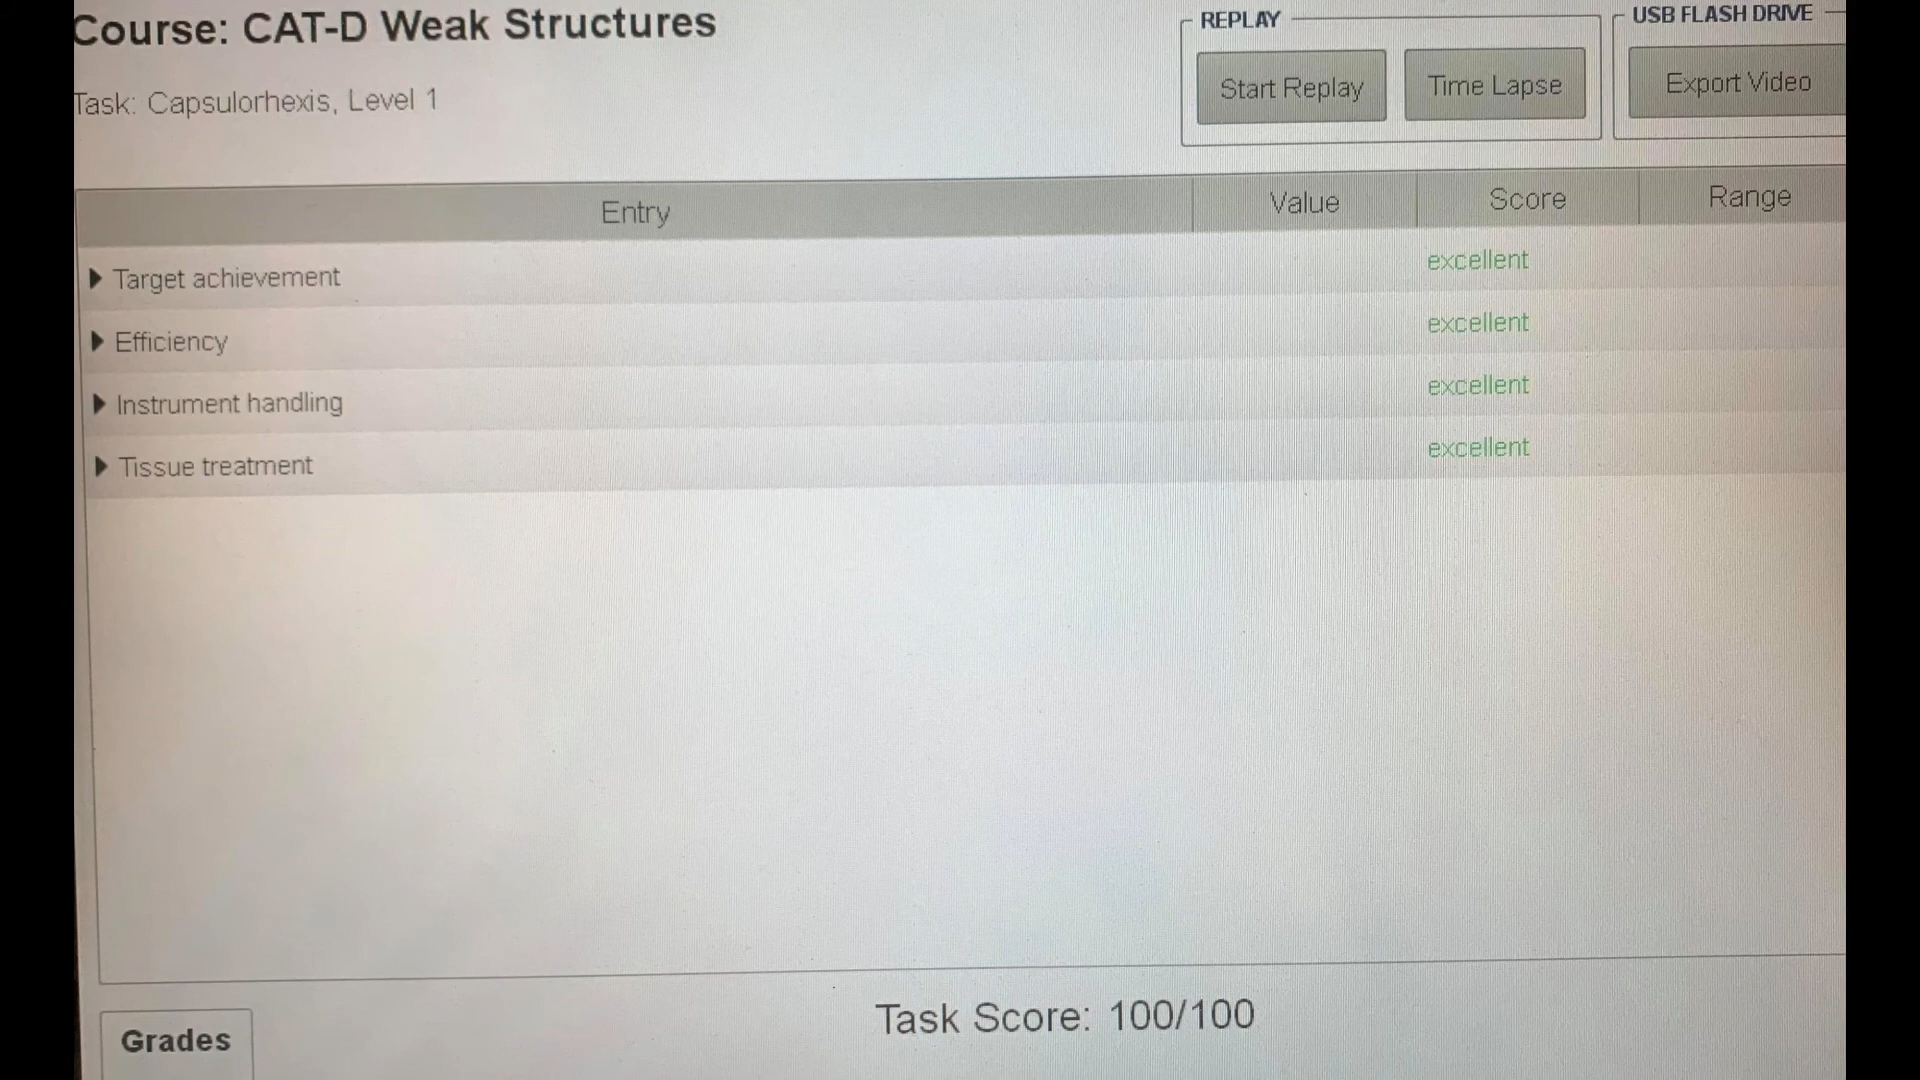 Course: CAT-D Weak Structures
Task: Capsulorhexis, Level 1
REPLAY
Start Replay
Time Lapse
USB FLASH DRIVE
Export Video
Entry Value Score Range
Target achievement excellent
Efficiency excellent
Instrument handling excellent
Tissue treatment excellent
Task Score: 100/100
Grades